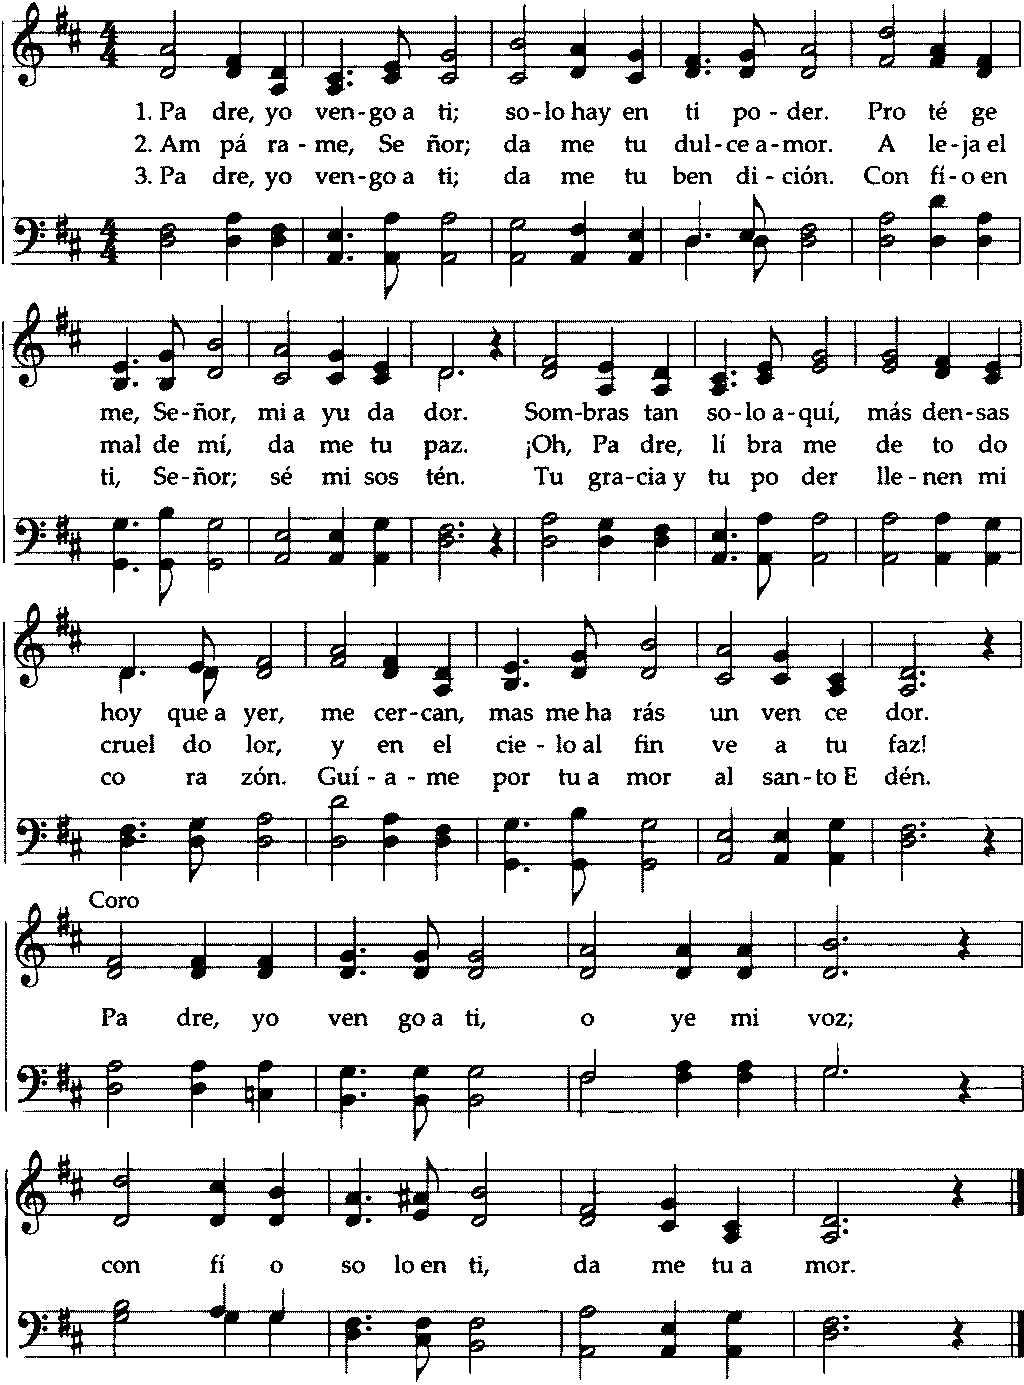 1. Pa dre, yo ven-go a ti; so-lo hay en ti po-der. Pro té ge
2. Am pá ra-me, Se ñor; da me tu dul-ce a-mor. A le-ja el
3. Pa dre, yo ven-go a ti; da me tu ben di-ción. Con fí-o en
me, Se-ñor, mi a yu da dor. Som-bras tan so-lo a-quí, más den-sas
mal de mí, da me tu paz. ¡Oh, Pa dre, lí bra me de to do
ti, Se-ñor; sé mi sos tén. Tu gra-cia y tu po der lle-nen mi
hoy que a yer, me cer-can, mas me ha rás un ven ce dor.
cruel do lor, y en el cie-lo al fin ve a tu faz!
co ra zón. Guí-a-me por tu a mor al san-to E dén.
Coro
Pa dre, yo ven go a ti, o ye mi voz;
con fí o so lo en ti, da me tu a mor.